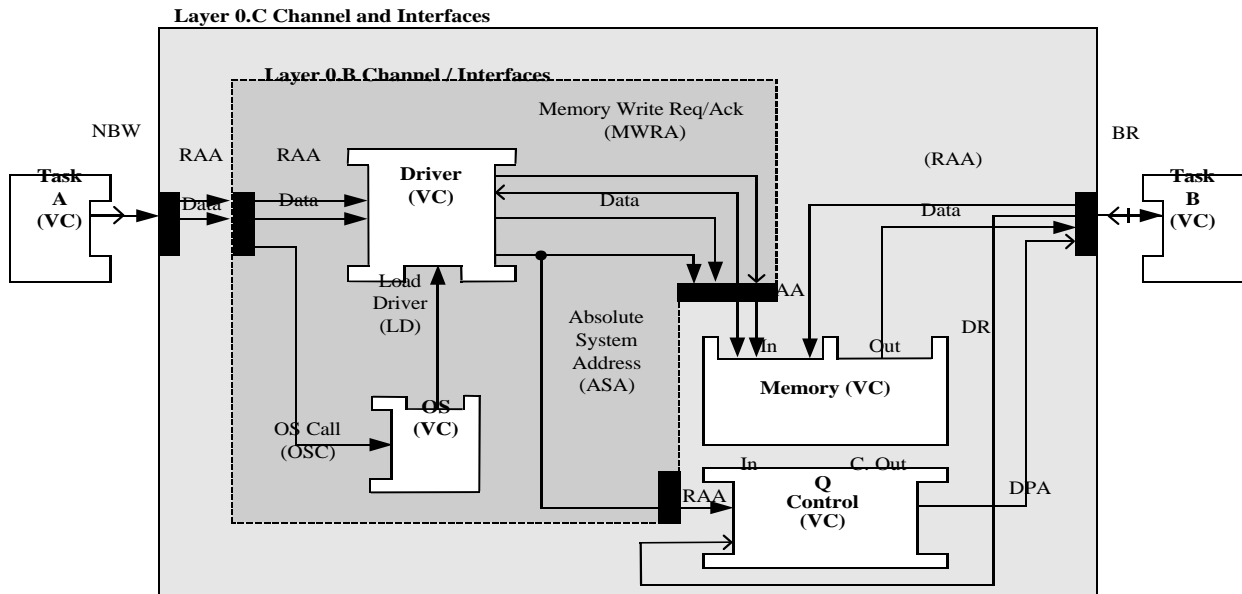 Layer 0.C Channel and Interfaces
Layer 0.B Channel / Interfaces
Memory Write Req/Ack
(MWRA)
NBW
BR
RAA
RAA
(RAA)
Task
A
(VC)
Driver
(VC)
Task
B
(VC)
Data
Data
Data
Data
Load
Driver
(LD)
AA
Absolute
System
Address
(ASA)
DR
In
Out
Memory (VC)
OS
(VC)
OS Call
(OSC)
In
C. Out
RAA
Q
Control
(VC)
DPA